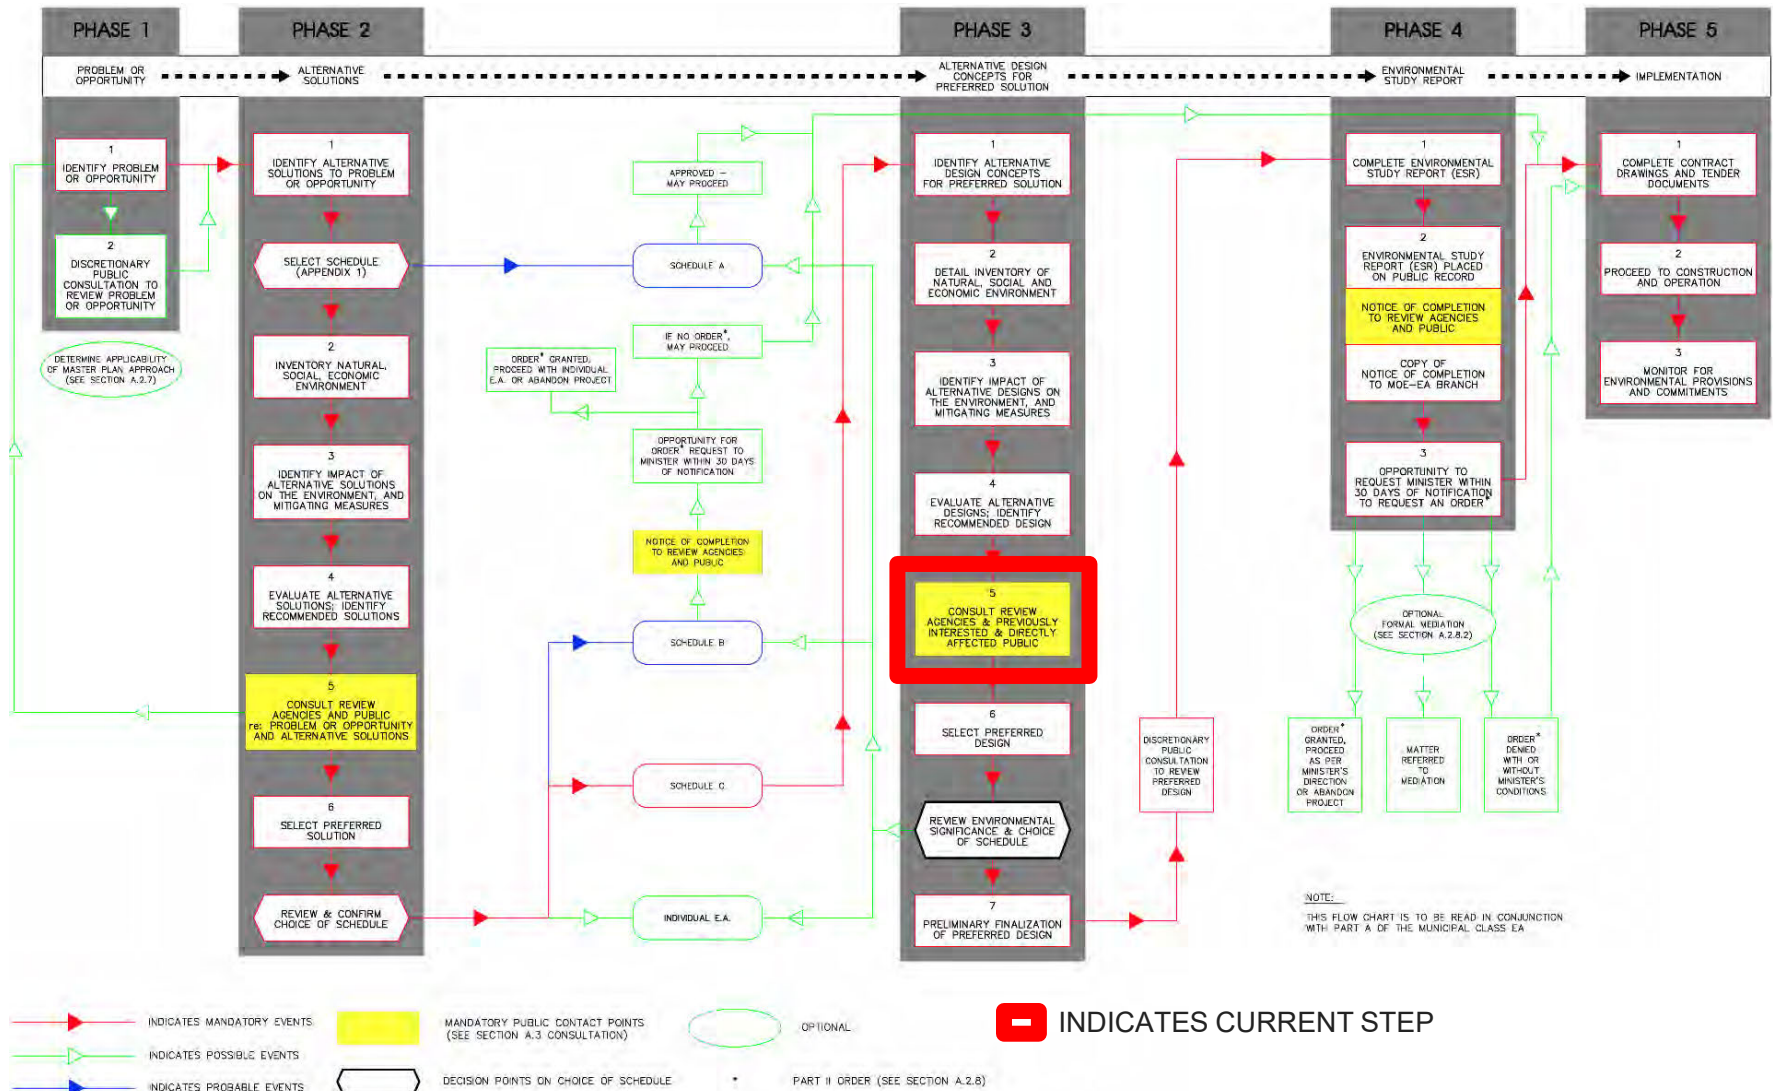 PHASE 1
PHASE 2
PHASE 3
PHASE 4
PHASE 5
PROBLEM OR
OPPORTUNITY
ALTERNATIVE
SOLUTIONS
ALTERNATIVE DESIGN
CONCEPTS FOR
PREFERRED SOLUTION
ENVIRONMENTAL
STUDY REPORT
IMPLEMENTATION
1
IDENTIFY PROBLEM
OR OPPORTUNITY
2
DISCRETIONARY
PUBLIC
CONSULTATION TO
REVIEW PROBLEM
OR OPPORTUNITY
DETERMINE APPLICABILITY
OF MASTER PLAN APPROACH
(SEE SECTION A.2.7)
1
IDENTIFY ALTERNATIVE
SOLUTIONS TO PROBLEM
OR OPPORTUNITY
SELECT SCHEDULE
(APPENDIX 1)
2
INVENTORY NATURAL,
SOCIAL, ECONOMIC
ENVIRONMENT
3
IDENTIFY IMPACT OF
ALTERNATIVE SOLUTIONS
ON THE ENVIRONMENT, AND
MITIGATING MEASURES
4
EVALUATE ALTERNATIVE
SOLUTIONS; IDENTIFY
RECOMMENDED SOLUTIONS
5
CONSULT REVIEW
AGENCIES AND PUBLIC
re: PROBLEM OR OPPORTUNITY
AND ALTERNATIVE SOLUTIONS
6
SELECT PREFERRED
SOLUTION
REVIEW & CONFIRM
CHOICE OF SCHEDULE
APPROVED –
MAY PROCEED
SCHEDULE A
IF NO ORDER*,
MAY PROCEED
ORDER* GRANTED,
PROCEED WITH INDIVIDUAL
E.A. OR ABANDON PROJECT
OPPORTUNITY FOR
ORDER* REQUEST TO
MINISTER WITHIN 30 DAYS
OF NOTIFICATION
NOTICE OF COMPLETION
TO REVIEW AGENCIES
AND PUBLIC
SCHEDULE B
SCHEDULE C
INDIVIDUAL E.A.
1
IDENTIFY ALTERNATIVE
DESIGN CONCEPTS
FOR PREFERRED SOLUTION
2
DETAIL INVENTORY OF
NATURAL, SOCIAL AND
ECONOMIC ENVIRONMENT
3
IDENTIFY IMPACT OF
ALTERNATIVE DESIGNS ON
THE ENVIRONMENT, AND
MITIGATING MEASURES
4
EVALUATE ALTERNATIVE
DESIGNS; IDENTIFY
RECOMMENDED DESIGN
5
CONSULT REVIEW
AGENCIES & PREVIOUSLY
INTERESTED & DIRECTLY
AFFECTED PUBLIC
6
SELECT PREFERRED
DESIGN
REVIEW ENVIRONMENTAL
SIGNIFICANCE & CHOICE
OF SCHEDULE
7
PRELIMINARY FINALIZATION
OF PREFERRED DESIGN
DISCRETIONARY
PUBLIC
CONSULTATION
TO REVIEW
PREFERRED
DESIGN
1
COMPLETE ENVIRONMENTAL
STUDY REPORT (ESR)
2
ENVIRONMENTAL STUDY
REPORT (ESR) PLACED
ON PUBLIC RECORD
NOTICE OF COMPLETION
TO REVIEW AGENCIES
AND PUBLIC
COPY OF
NOTICE OF COMPLETION
TO MOE–EA BRANCH
3
OPPORTUNITY TO
REQUEST MINISTER WITHIN
30 DAYS OF NOTIFICATION
TO REQUEST AN ORDER*
OPTIONAL
FORMAL MEDIATION
(SEE SECTION A.2.8.2)
ORDER*
GRANTED,
PROCEED
AS PER
MINISTER'S
DIRECTION
OR ABANDON
PROJECT
MATTER
REFERRED
TO
MEDIATION
ORDER*
DENIED
WITH OR
WITHOUT
MINISTER'S
CONDITIONS
1
COMPLETE CONTRACT
DRAWINGS AND TENDER
DOCUMENTS
2
PROCEED TO CONSTRUCTION
AND OPERATION
3
MONITOR FOR
ENVIRONMENTAL PROVISIONS
AND COMMITMENTS
NOTE:
THIS FLOW CHART IS TO BE READ IN CONJUNCTION
WITH PART A OF THE MUNICIPAL CLASS EA
INDICATES MANDATORY EVENTS
INDICATES POSSIBLE EVENTS
INDICATES PROBABLE EVENTS
MANDATORY PUBLIC CONTACT POINTS
(SEE SECTION A.3 CONSULTATION)
DECISION POINTS ON CHOICE OF SCHEDULE
OPTIONAL
* PART II ORDER (SEE SECTION A.2.8)
INDICATES CURRENT STEP